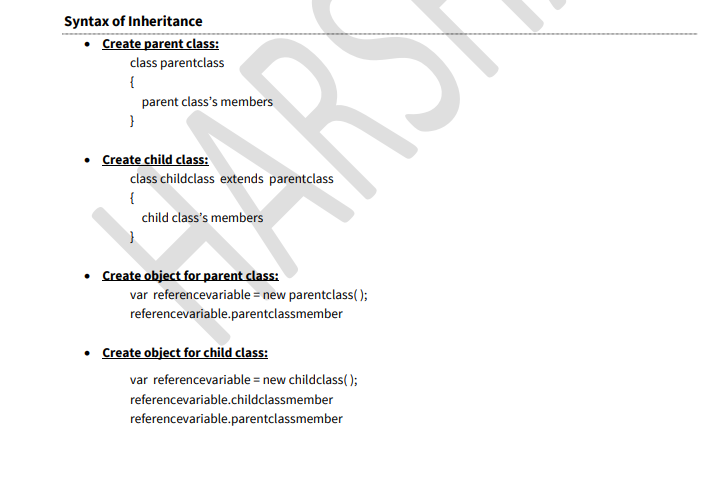 Syntax of Inheritance
• Create parent class:
class parentclass
{
parent class’s members
}
• Create child class:
class childclass extends parentclass
{
child class’s members
}
• Create object for parent class:
var referencevariable = new parentclass( );
referencevariable.parentclassmember
• Create object for child class:
var referencevariable = new childclass( );
referencevariable.childclassmember
referencevariable.parentclassmember